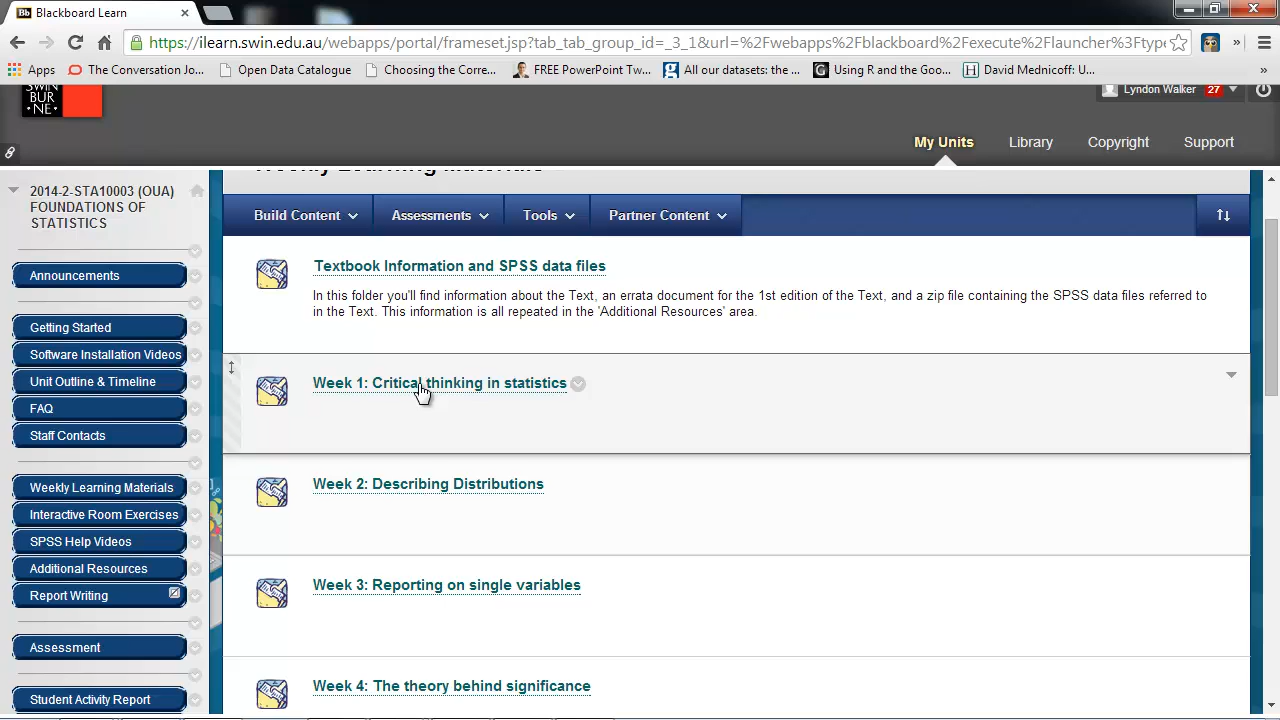 Blackboard Learn
https://ilearn.swin.edu.au/webapps/portal/frameset.jsp?tab_tab_group_id=_3_1&url=%2Fwebapps%2Fblackboard%2Fexecute%2Flauncher%3Ftype
Apps The Conversation Jo... Open Data Catalogue Choosing the Corre... FREE PowerPoint Tw... All our datasets: the ... Using R and the Goo... David Mednicoff: U... »
SWIN
BUR
NE
Lyndon Walker 27
My Units Library Copyright Support
2014-2-STA10003 (OUA)
FOUNDATIONS OF
STATISTICS
Announcements
Getting Started
Software Installation Videos
Unit Outline & Timeline
FAQ
Staff Contacts
Weekly Learning Materials
Interactive Room Exercises
SPSS Help Videos
Additional Resources
Report Writing
Assessment
Student Activity Report
Weekly Learning Materials
Build Content Assessments Tools Partner Content
Textbook Information and SPSS data files
In this folder you'll find information about the Text, an errata document for the 1st edition of the Text, and a zip file containing the SPSS data files referred to
in the Text. This information is all repeated in the 'Additional Resources' area.
Week 1: Critical thinking in statistics
Week 2: Describing Distributions
Week 3: Reporting on single variables
Week 4: The theory behind significance